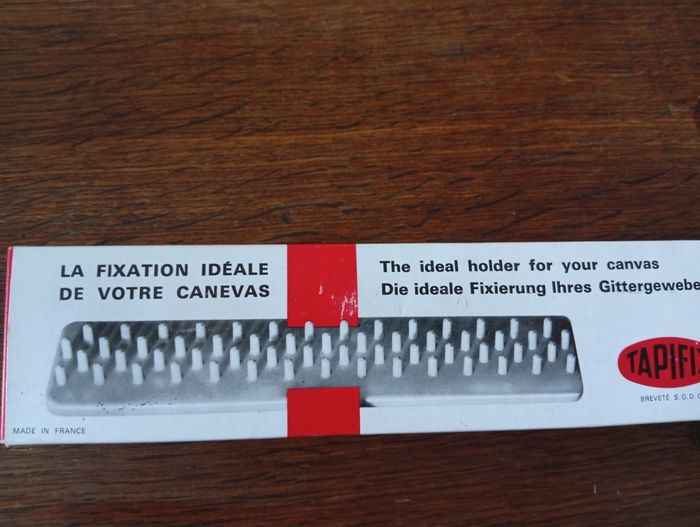 LA FIXATION IDÉALE
DE VOTRE CANEVAS
The ideal holder for your canvas
Die ideale Fixierung Ihres Gittergewebe
TAPIFIX
BREVETÉ S.G.D.G
MADE IN FRANCE